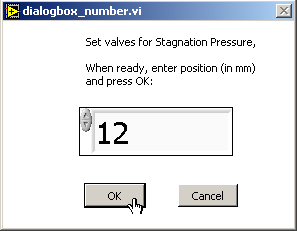 dialogbox_number.vi
Set valves for Stagnation Pressure,
When ready, enter position (in mm)
and press OK:
12
OK
Cancel